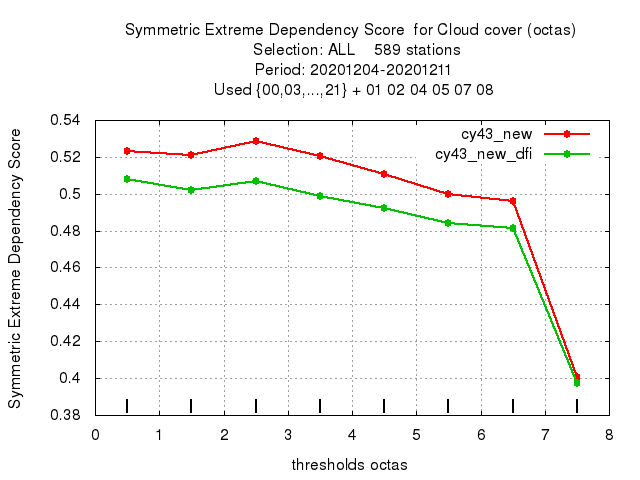 Symmetric Extreme Dependency Score  for Cloud cover (octas)
Selection: ALL    589 stations
Period: 20201204-20201211
Used {00,03,...,21} + 01 02 04 05 07 08
cy43_new
cy43_new_dfi
Symmetric Extreme Dependency Score
0.54
0.52
0.5
0.48
0.46
0.44
0.42
0.4
0.38
0 1 2 3 4 5 6 7 8
thresholds octas